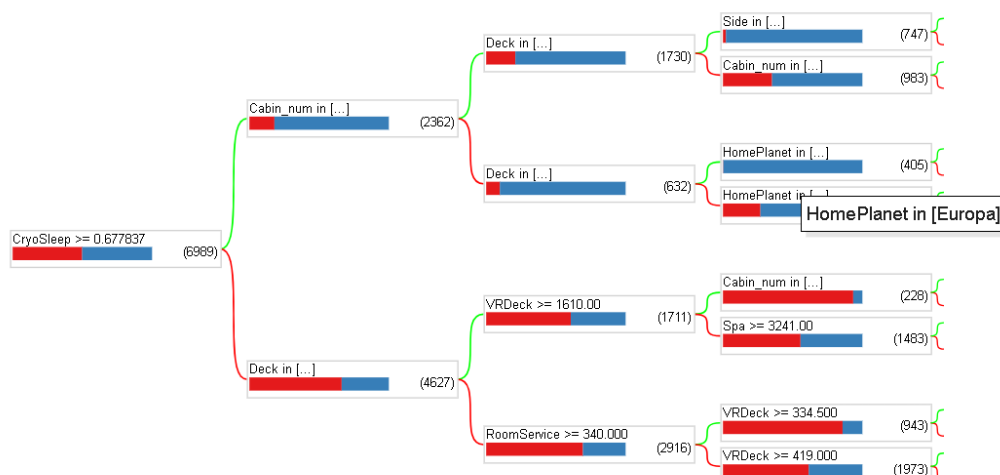 Side in [...]
(747)
Deck in [...]
(1730)
Cabin_num in [...]
(983)
Cabin_num in [...]
(2362)
HomePlanet in [...]
(405)
Deck in [...]
(632)
HomePlanet in [...]
HomePlanet in [Europa]
CryoSleep >= 0.677837
(6989)
Cabin_num in [...]
(228)
VRDeck >= 1610.00
(1711)
Spa >= 3241.00
(1483)
Deck in [...]
(4627)
VRDeck >= 334.500
(943)
RoomService >= 340.000
(2916)
VRDeck >= 419.000
(1973)